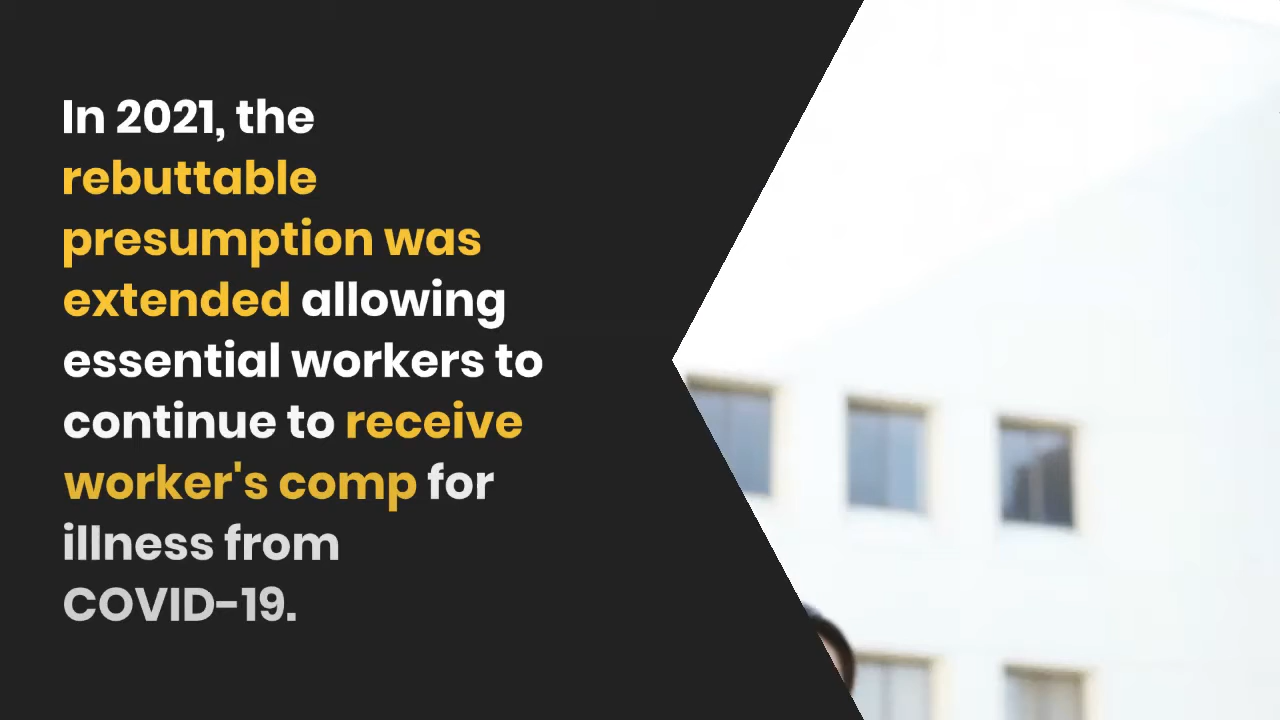 In 2021, the
rebuttable
presumption was
extended allowing
essential workers to
continue to receive
worker's comp for
illness from
COVID-19.